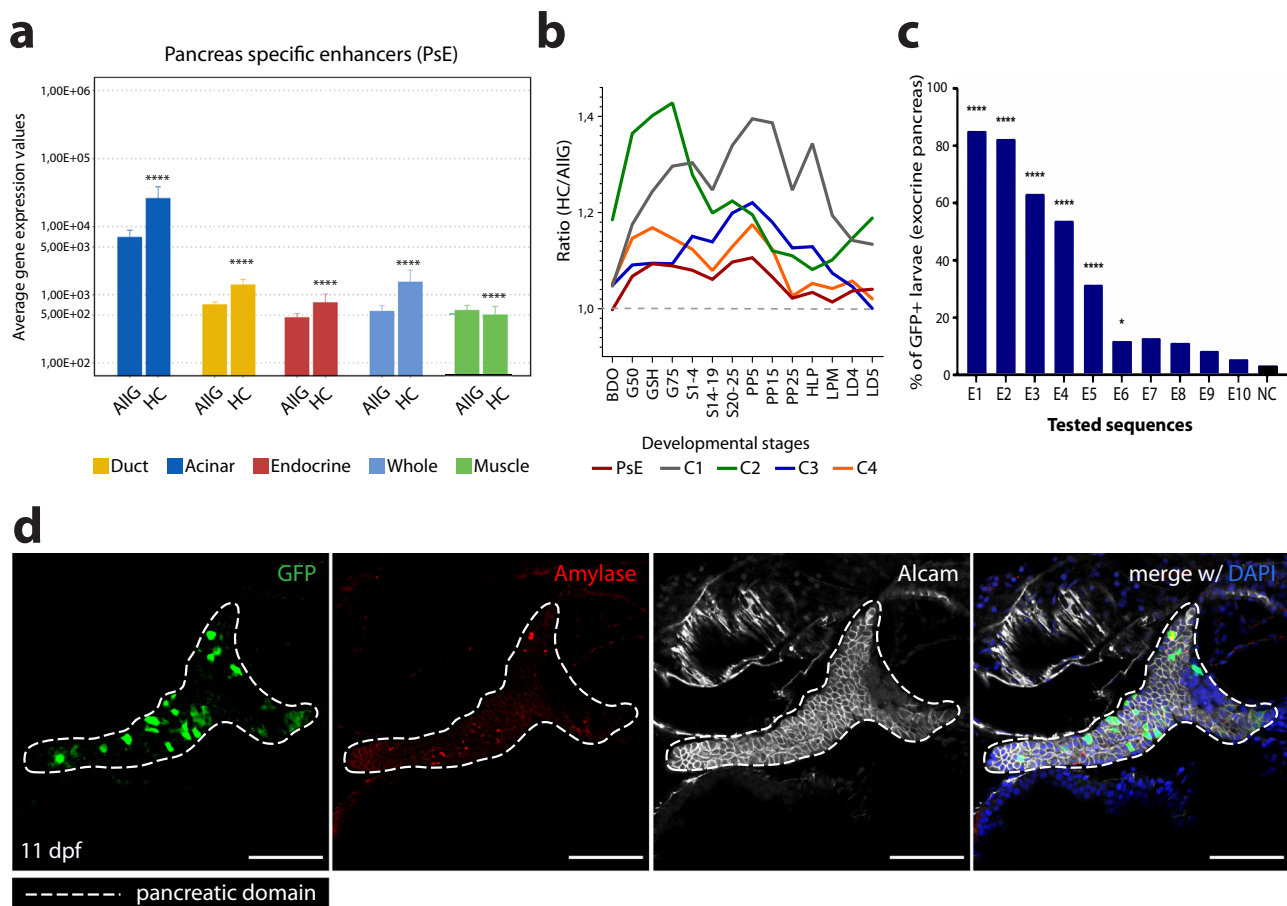 a
Pancreas specific enhancers (PsE)
Average gene expression values
1,00E+06
1,00E+05
1,00E+04
5,00E+03
1,00E+03
5,00E+02
1,00E+02
**** **** **** **** ****
AllG HC AllG HC AllG HC AllG HC AllG HC
Duct Acinar Endocrine Whole Muscle
b
Ratio (HC/AllG)
1,4
1,2
1,0
BDO G50 GSH G75 S1-4 S14-19 S20-25 PP5 PP15 PP25 HLP LPM LD4 LD5
Developmental stages
PsE C1 C2 C3 C4
c
% of GFP+ larvae (exocrine pancreas)
100
80
60
40
20
0
**** **** **** **** **** *
E1 E2 E3 E4 E5 E6 E7 E8 E9 E10 NC
Tested sequences
d
GFP
11 dpf
Amylase
Alcam
merge w/ DAPI
pancreatic domain